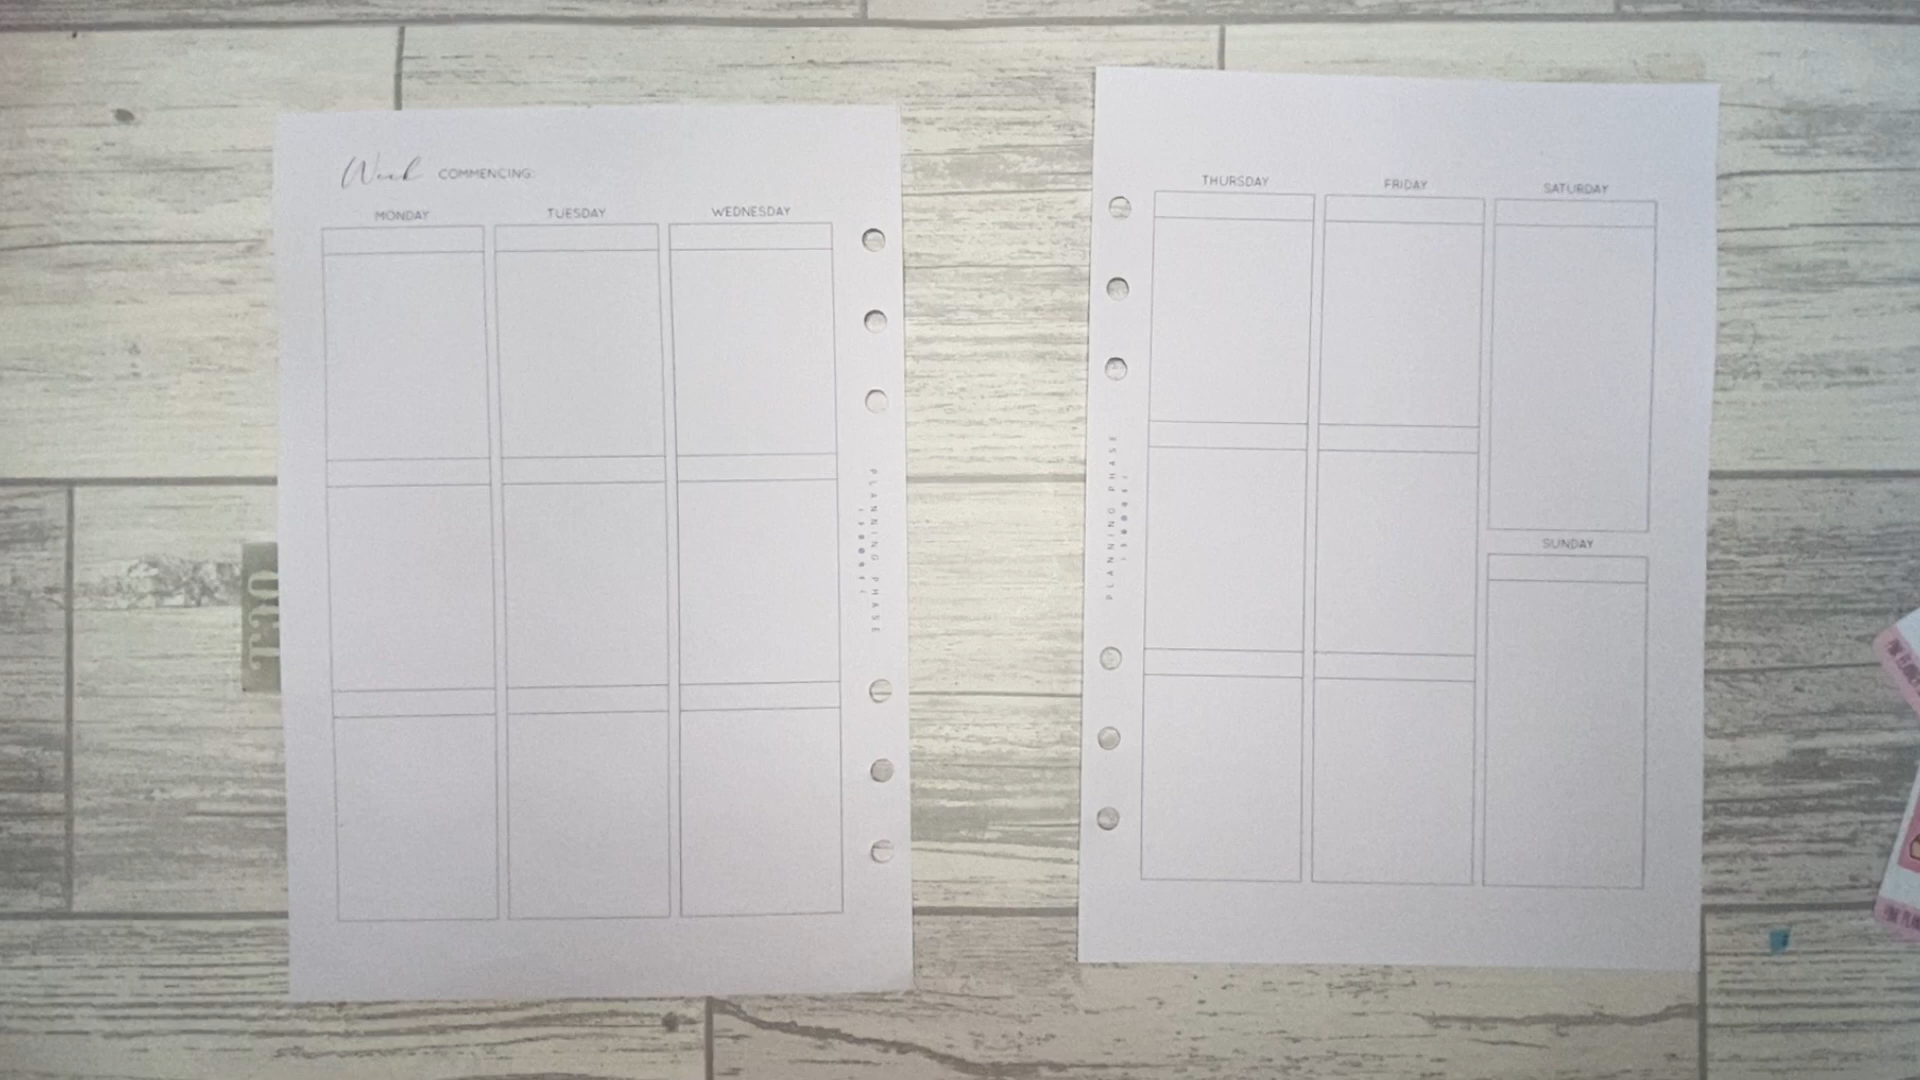 Week COMMENCING:
MONDAY TUESDAY WEDNESDAY
PLANNING PHASE
THURSDAY FRIDAY SATURDAY
SUNDAY
PLANNING PHASE